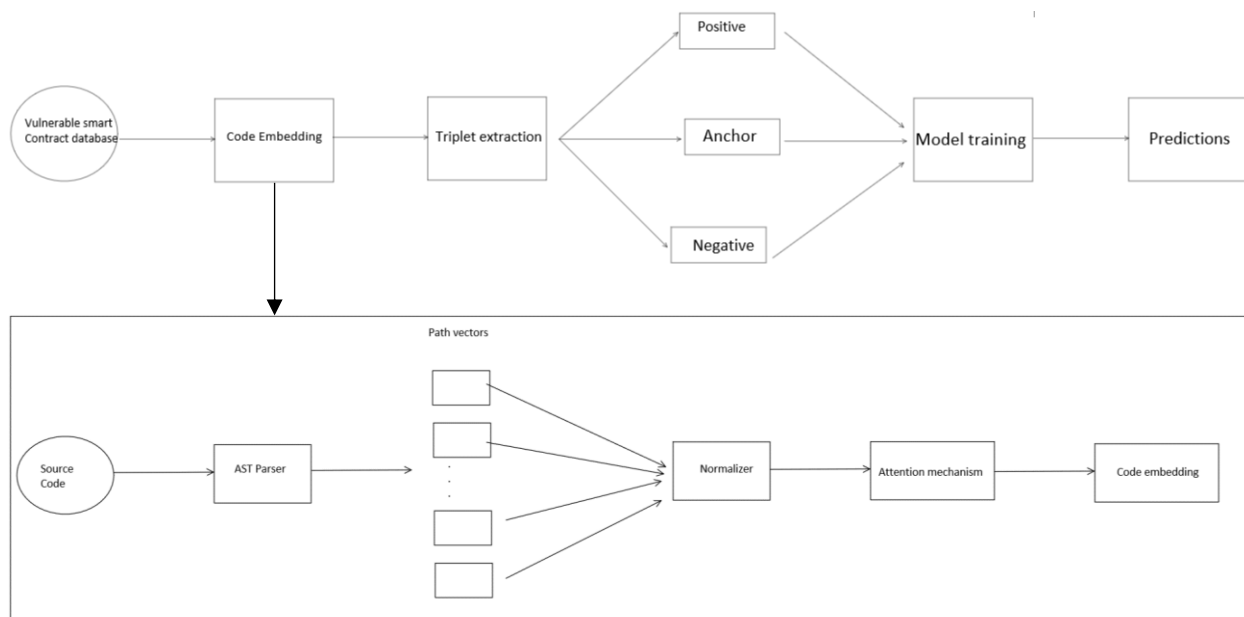 Positive
Vulnerable smart
Contract database
Code Embedding
Triplet extraction
Anchor
Model training
Predictions
Negative
Path vectors
Source
Code
AST Parser
.
.
.
Normalizer
Attention mechanism
Code embedding